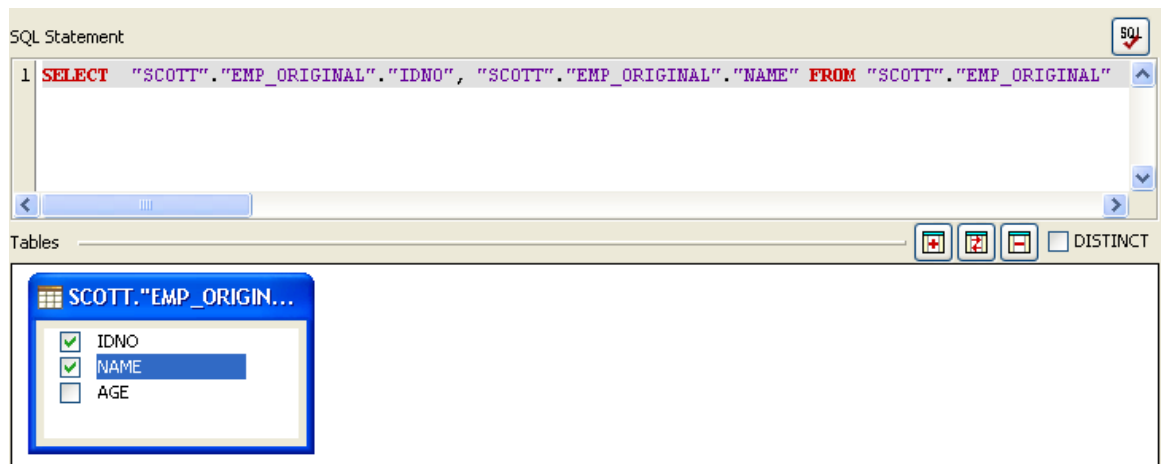 SQL Statement
SQL
1 SELECT "SCOTT"."EMP_ORIGINAL"."IDNO", "SCOTT"."EMP_ORIGINAL"."NAME" FROM "SCOTT"."EMP_ORIGINAL"
Tables
DISTINCT
SCOTT."EMP_ORIGIN...
IDNO
NAME
AGE